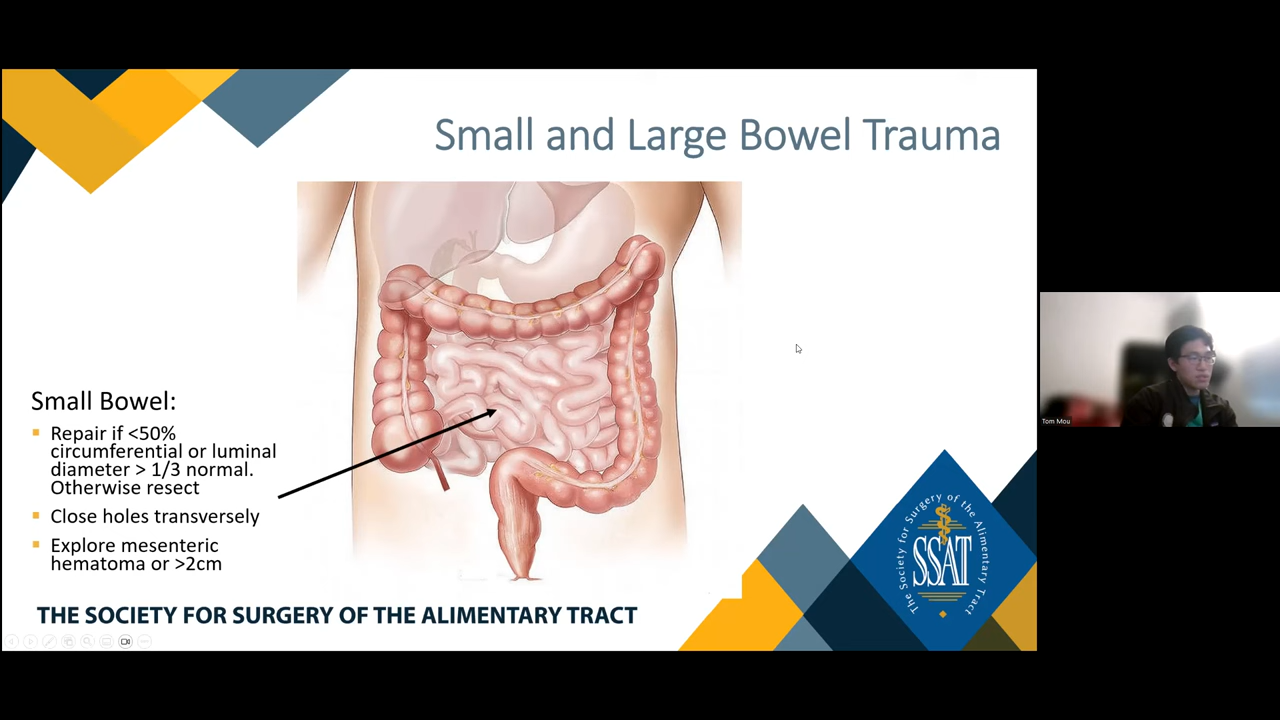 Small and Large Bowel Trauma
Small Bowel:
Repair if <50%
circumferential or luminal
diameter > 1/3 normal.
Otherwise resect
Close holes transversely
Explore mesenteric
hematoma or >2cm
THE SOCIETY FOR SURGERY OF THE ALIMENTARY TRACT
The Society for Surgery of the Alimentary Tract
SSAT
Tom Mou